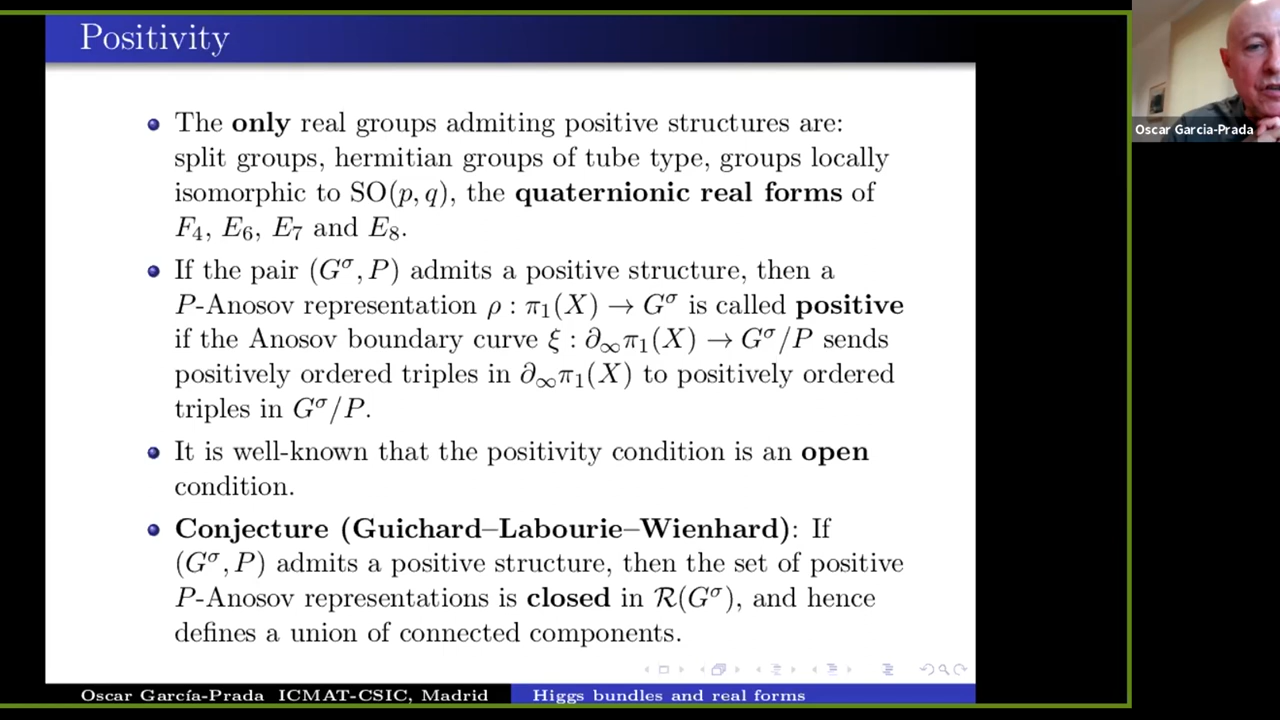 Positivity
The only real groups admiting positive structures are:
split groups, hermitian groups of tube type, groups locally
isomorphic to SO(p, q), the quaternionic real forms of
F₄, E₆, E₇ and E₈.
If the pair (G^σ, P) admits a positive structure, then a
P-Anosov representation ρ : π₁(X) → G^σ is called positive
if the Anosov boundary curve ξ : ∂∞π₁(X) → G^σ/P sends
positively ordered triples in ∂∞π₁(X) to positively ordered
triples in G^σ/P.
It is well-known that the positivity condition is an open
condition.
Conjecture (Guichard–Labourie–Wienhard): If
(G^σ, P) admits a positive structure, then the set of positive
P-Anosov representations is closed in ℛ(G^σ), and hence
defines a union of connected components.
Oscar García-Prada ICMAT-CSIC, Madrid
Higgs bundles and real forms
Oscar Garcia-Prada